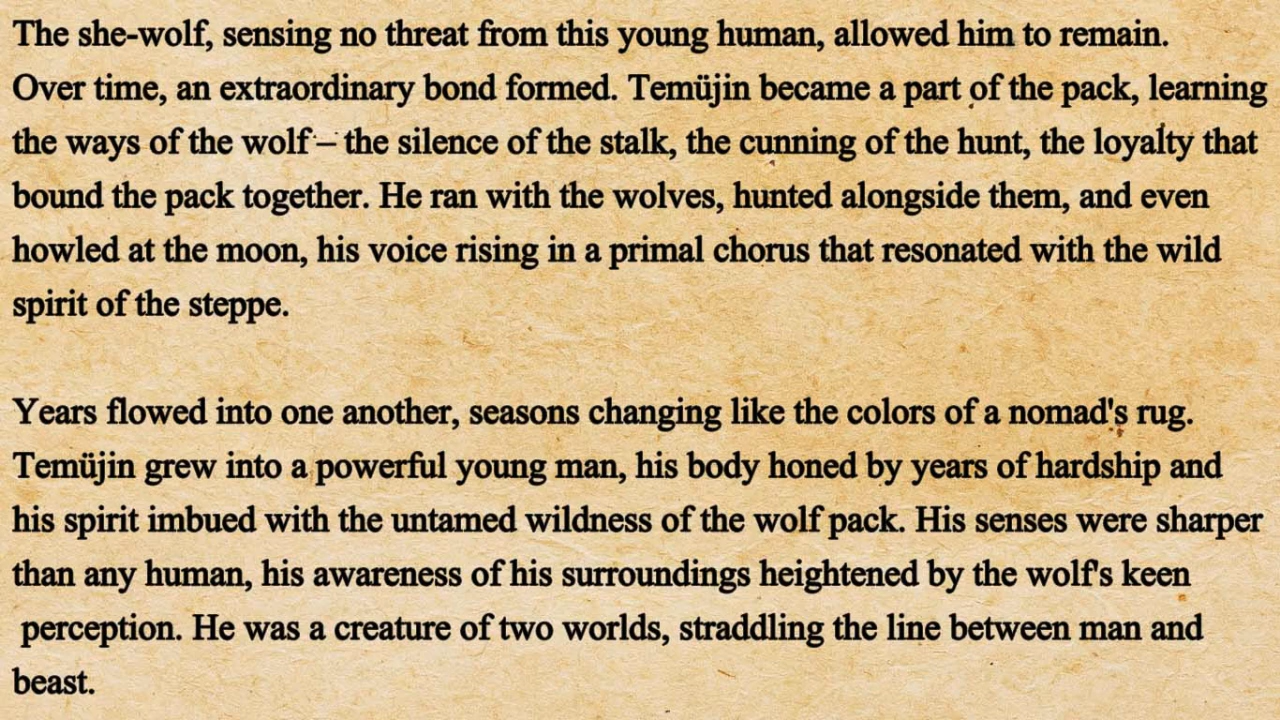 The she-wolf, sensing no threat from this young human, allowed him to remain.
Over time, an extraordinary bond formed. Temüjin became a part of the pack, learning
the ways of the wolf – the silence of the stalk, the cunning of the hunt, the loyalty that
bound the pack together. He ran with the wolves, hunted alongside them, and even
howled at the moon, his voice rising in a primal chorus that resonated with the wild
spirit of the steppe.
Years flowed into one another, seasons changing like the colors of a nomad's rug.
Temüjin grew into a powerful young man, his body honed by years of hardship and
his spirit imbued with the untamed wildness of the wolf pack. His senses were sharper
than any human, his awareness of his surroundings heightened by the wolf's keen
perception. He was a creature of two worlds, straddling the line between man and
beast.